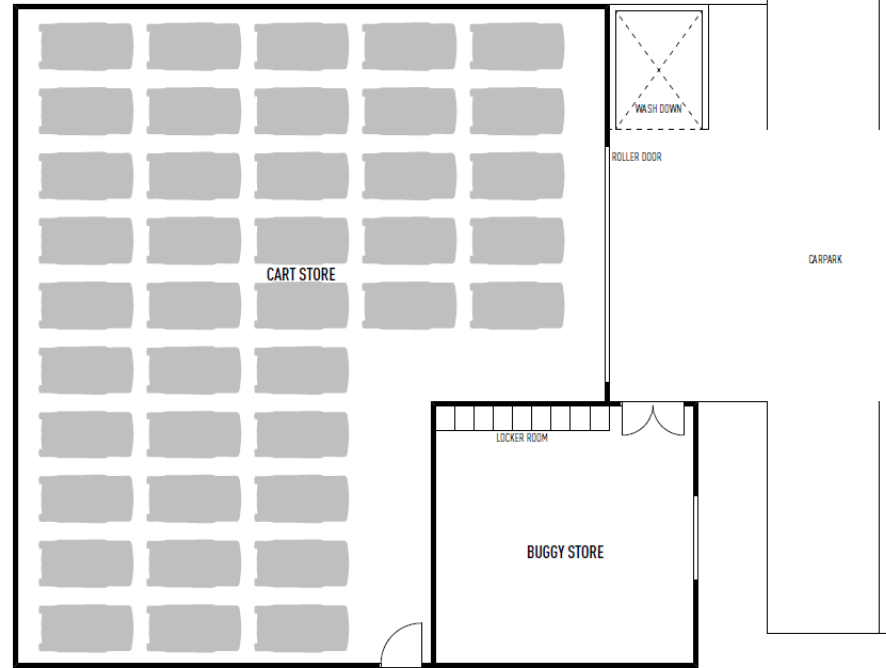 WASH DOWN
ROLLER DOOR
CARPARK
CART STORE
LOCKER ROOM
BUGGY STORE